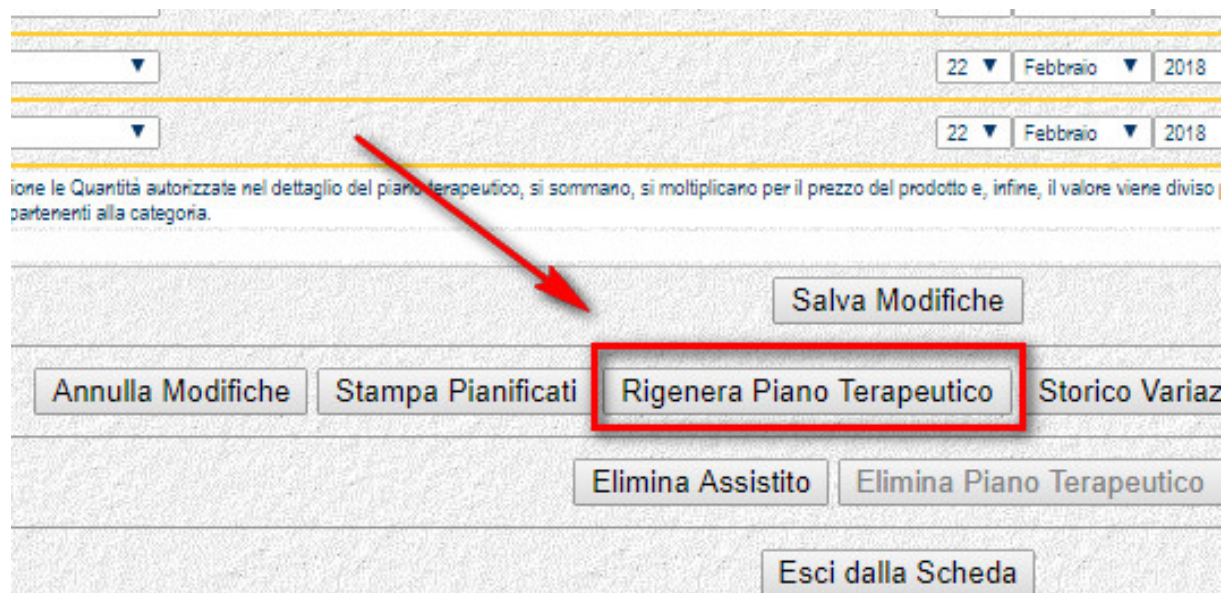 22 Febbraio 2018
22 Febbraio 2018
ione le Quantità autorizzate nel dettaglio del piano terapeutico, si sommano, si moltiplicano per il prezzo del prodotto e, infine, il valore viene diviso
partenenti alla categoria.
Salva Modifiche
Annulla Modifiche Stampa Pianificati Rigenera Piano Terapeutico Storico Variaz
Elimina Assistito Elimina Piano Terapeutico
Esci dalla Scheda